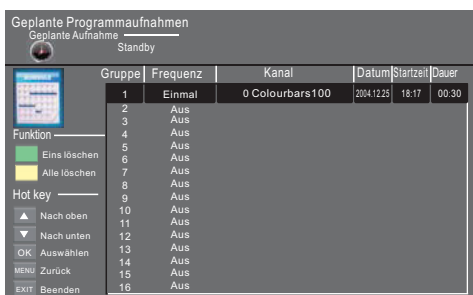 Geplante Programmaufnahmen
Geplante Aufnahme
Standby
Gruppe Frequenz Kanal Datum Startzeit Dauer
1 Einmal 0 Colourbars100 2004.12.25 18:17 00:30
2 Aus
3 Aus
4 Aus
5 Aus
6 Aus
7 Aus
8 Aus
9 Aus
10 Aus
11 Aus
12 Aus
13 Aus
14 Aus
15 Aus
16 Aus
Funktion
Eins löschen
Alle löschen
Hot key
Nach oben
Nach unten
OK Auswählen
MENU Zurück
EXIT Beenden